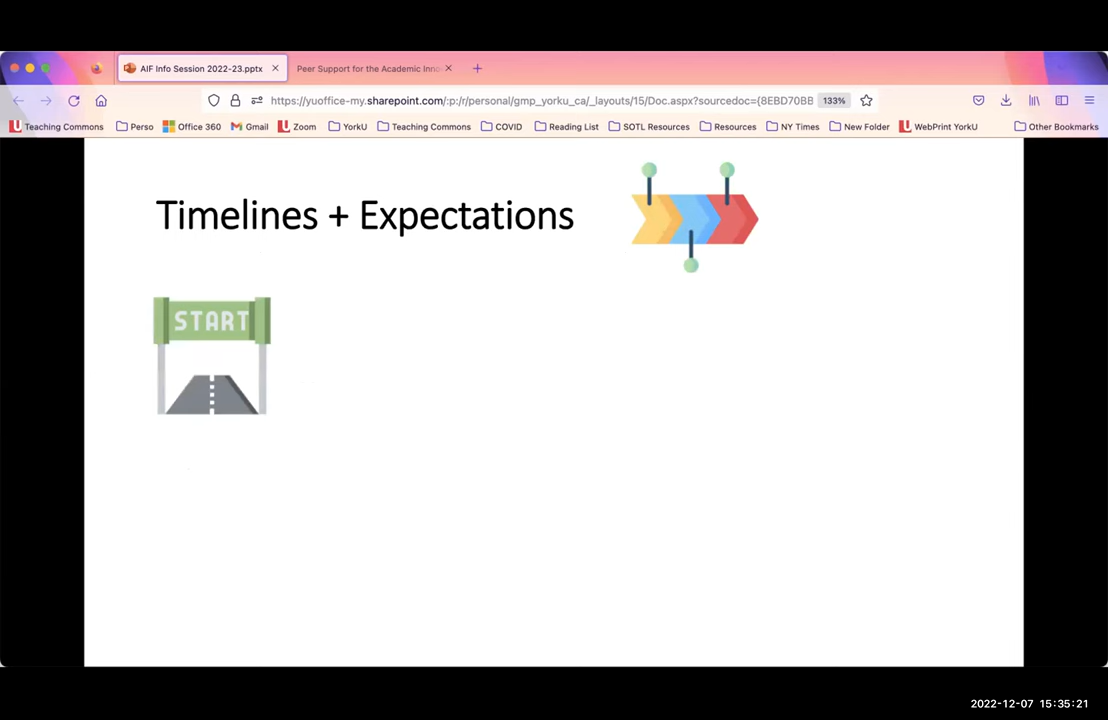 AIF Info Session 2022-23.pptx
Peer Support for the Academic Inno
https://yuoffice-my.sharepoint.com/:p:/r/personal/gmp_yorku_ca/_layouts/15/Doc.aspx?sourcedoc={8EBD70BB
133%
Teaching Commons Perso Office 360 Gmail Zoom YorkU Teaching Commons COVID Reading List SOTL Resources Resources NY Times New Folder WebPrint YorkU Other Bookmarks
Timelines + Expectations
START
2022-12-07 15:35:21